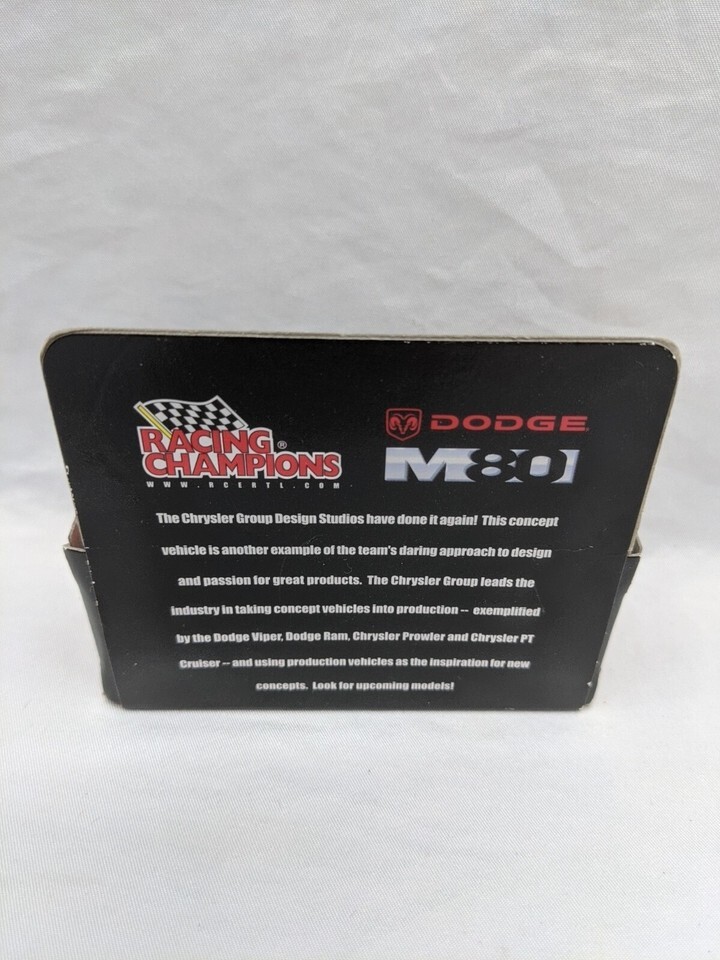 RACING®
CHAMPIONS
WWW.RCERTL.COM
DODGE
M80
The Chrysler Group Design Studios have done it again! This concept
vehicle is another example of the team's daring approach to design
and passion for great products. The Chrysler Group leads the
industry in taking concept vehicles into production -- exemplified
by the Dodge Viper, Dodge Ram, Chrysler Prowler and Chrysler PT
Cruiser -- and using production vehicles as the inspiration for new
concepts. Look for upcoming models!